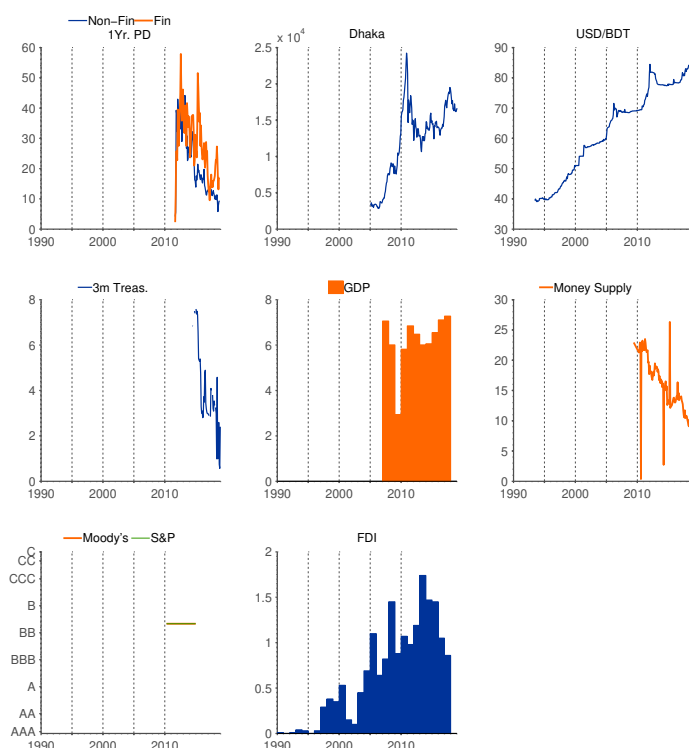 Non−Fin Fin
1Yr. PD
60
50
40
30
20
10
0
1990 2000 2010
Dhaka
2.5 x 10⁴
2
1.5
1
0.5
0
1990 2000 2010
USD/BDT
90
80
70
60
50
40
30
1990 2000 2010
3m Treas.
8
6
4
2
0
1990 2000 2010
GDP
8
6
4
2
0
1990 2000 2010
Money Supply
30
25
20
15
10
5
0
1990 2000 2010
Moody's S&P
C
CC
CCC
B
BB
BBB
A
AA
AAA
1990 2000 2010
FDI
2
1.5
1
0.5
0
1990 2000 2010